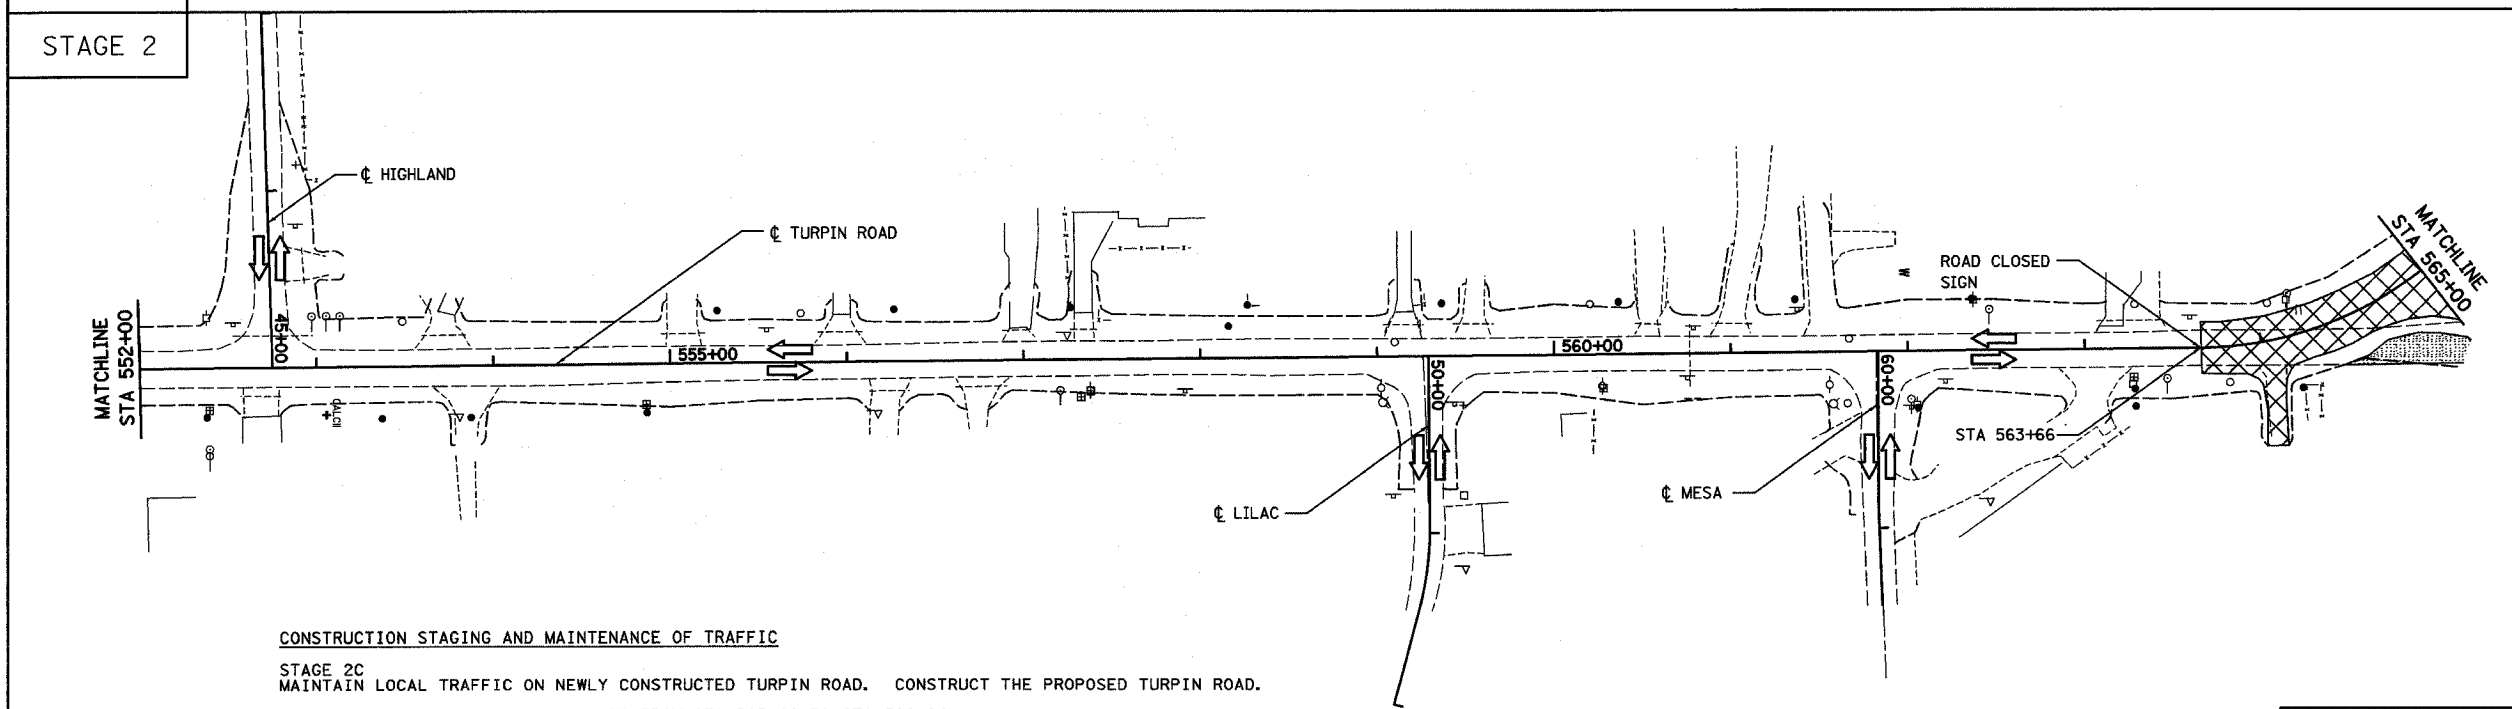 STAGE 2
℄ HIGHLAND
℄ TURPIN ROAD
MATCHLINE
STA 552+00
45+00
555+00
560+00
50+00
60+00
℄ LILAC
℄ MESA
ROAD CLOSED
SIGN
STA 563+66
MATCHLINE
STA 565+00
CONSTRUCTION STAGING AND MAINTENANCE OF TRAFFIC
STAGE 2C
MAINTAIN LOCAL TRAFFIC ON NEWLY CONSTRUCTED TURPIN ROAD. CONSTRUCT THE PROPOSED TURPIN ROAD.